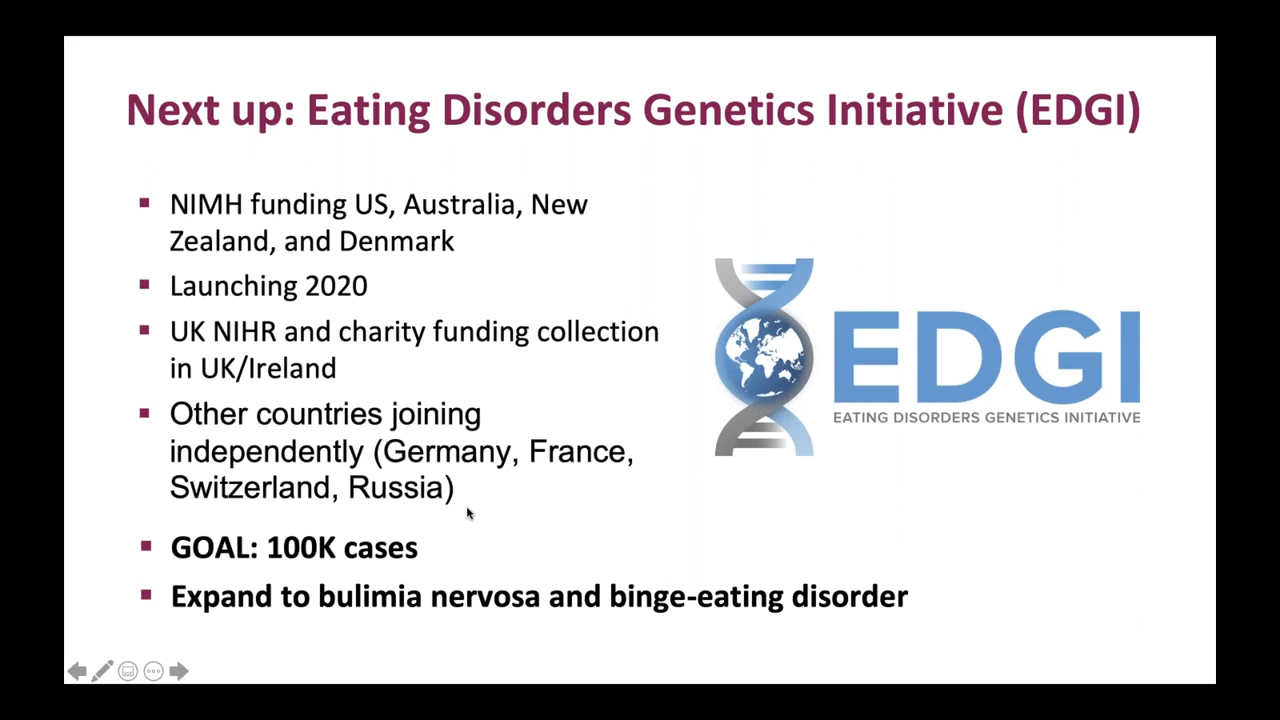 Next up: Eating Disorders Genetics Initiative (EDGI)
▪ NIMH funding US, Australia, New
Zealand, and Denmark
▪ Launching 2020
▪ UK NIHR and charity funding collection
in UK/Ireland
▪ Other countries joining
independently (Germany, France,
Switzerland, Russia)
▪ GOAL: 100K cases
▪ Expand to bulimia nervosa and binge-eating disorder
EDGI
EATING DISORDERS GENETICS INITIATIVE